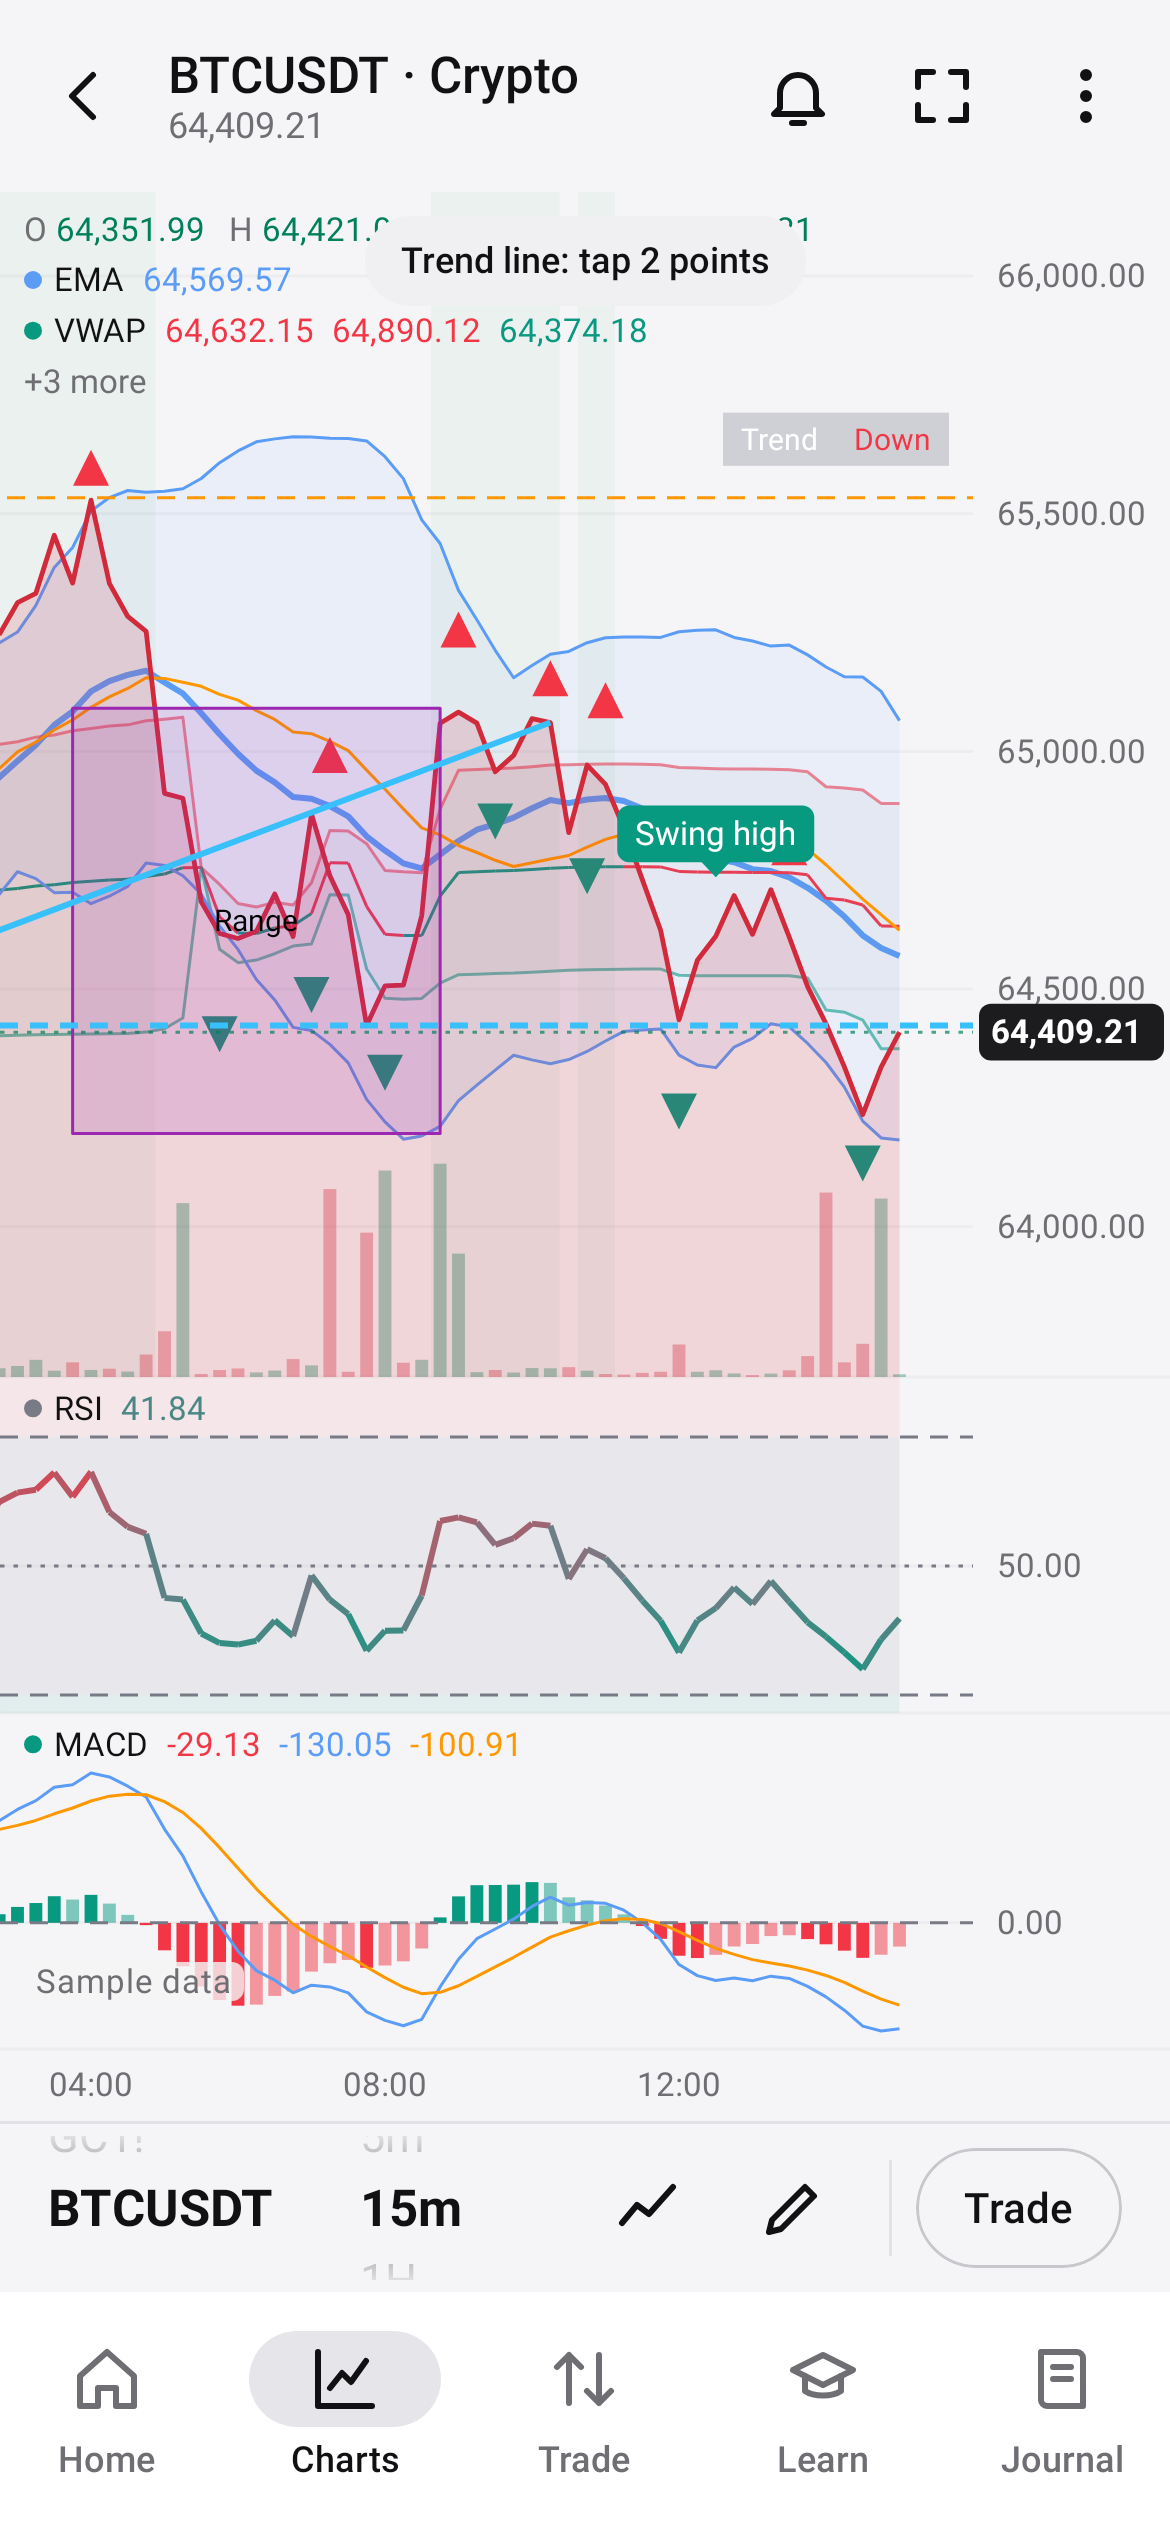 BTCUSDT · Crypto
64,409.21
O 64,351.99 H 64,421.0
Trend line: tap 2 points
EMA 64,569.57
66,000.00
VWAP 64,632.15 64,890.12 64,374.18
+3 more
Trend Down
65,500.00
65,000.00
Swing high
Range
64,500.00
64,409.21
64,000.00
RSI 41.84
50.00
MACD -29.13 -130.05 -100.91
0.00
Sample data
04:00 08:00 12:00
BTCUSDT 15m Trade
Home Charts Trade Learn Journal